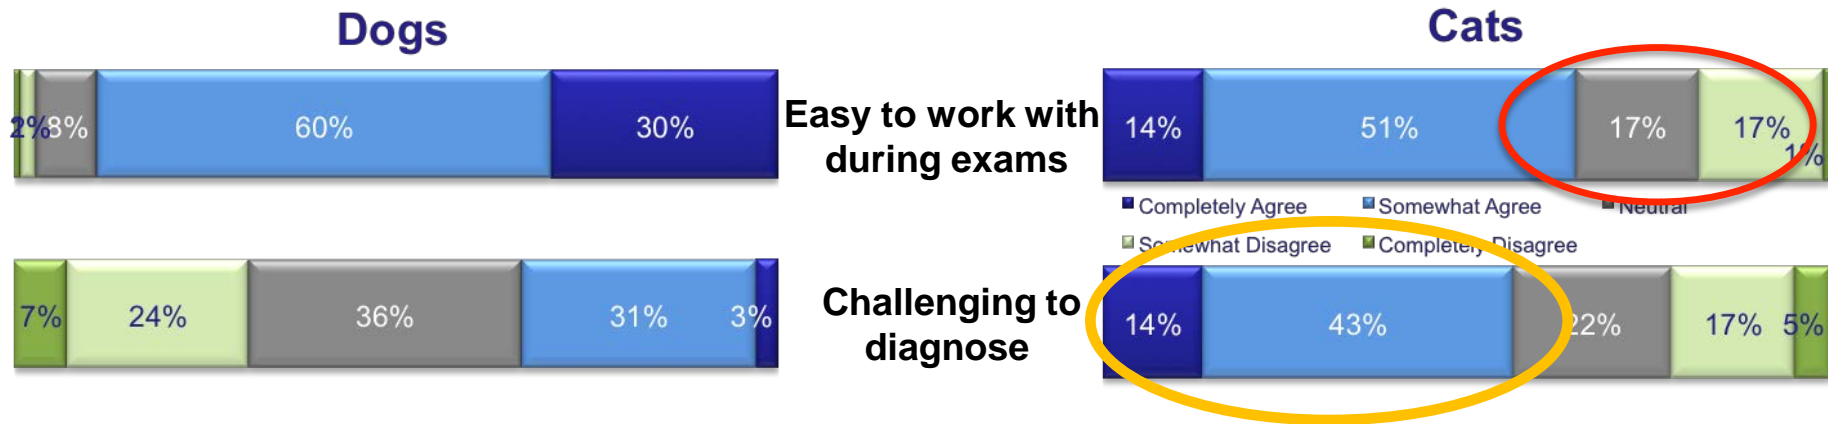 Dogs
Cats
2% 8% 60% 30%
Easy to work with
during exams
14% 51% 17% 17% 1%
Completely Agree Somewhat Agree Neutral
Somewhat Disagree Completely Disagree
7% 24% 36% 31% 3%
Challenging to
diagnose
14% 43% 22% 17% 5%